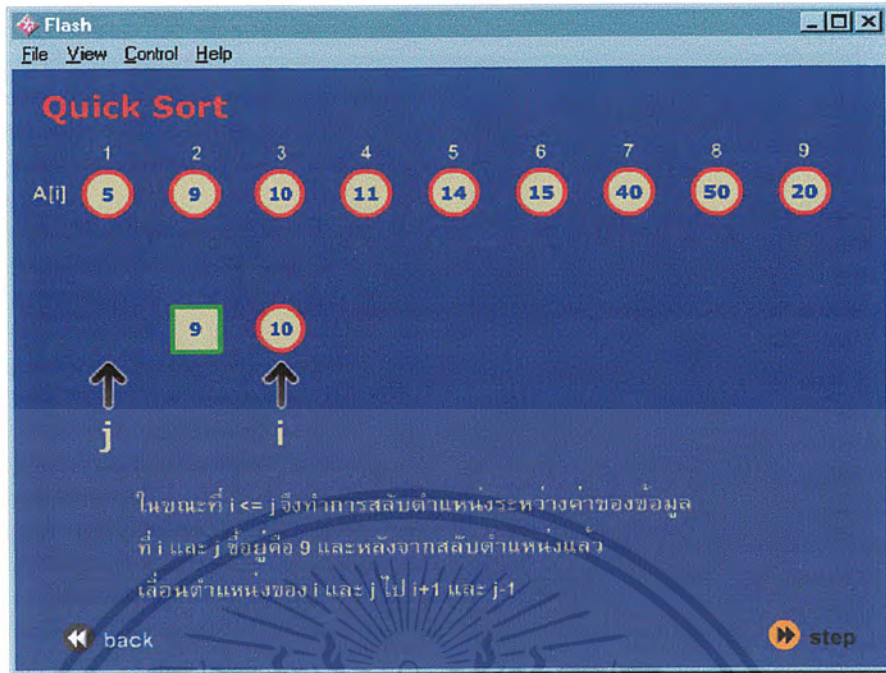 Flash
File View Control Help
Quick Sort
1 2 3 4 5 6 7 8 9
A[i] 5 9 10 11 14 15 40 50 20
9 10
j i
ในขณะที่ i <= j จึงทำการสลับตำแหน่งระหว่างค่าของข้อมูล
ที่ i และ j ชี้อยู่คือ 9 และหลังจากสลับตำแหน่งแล้ว
เลื่อนตำแหน่งของ i และ j ไป i+1 และ j-1
back step